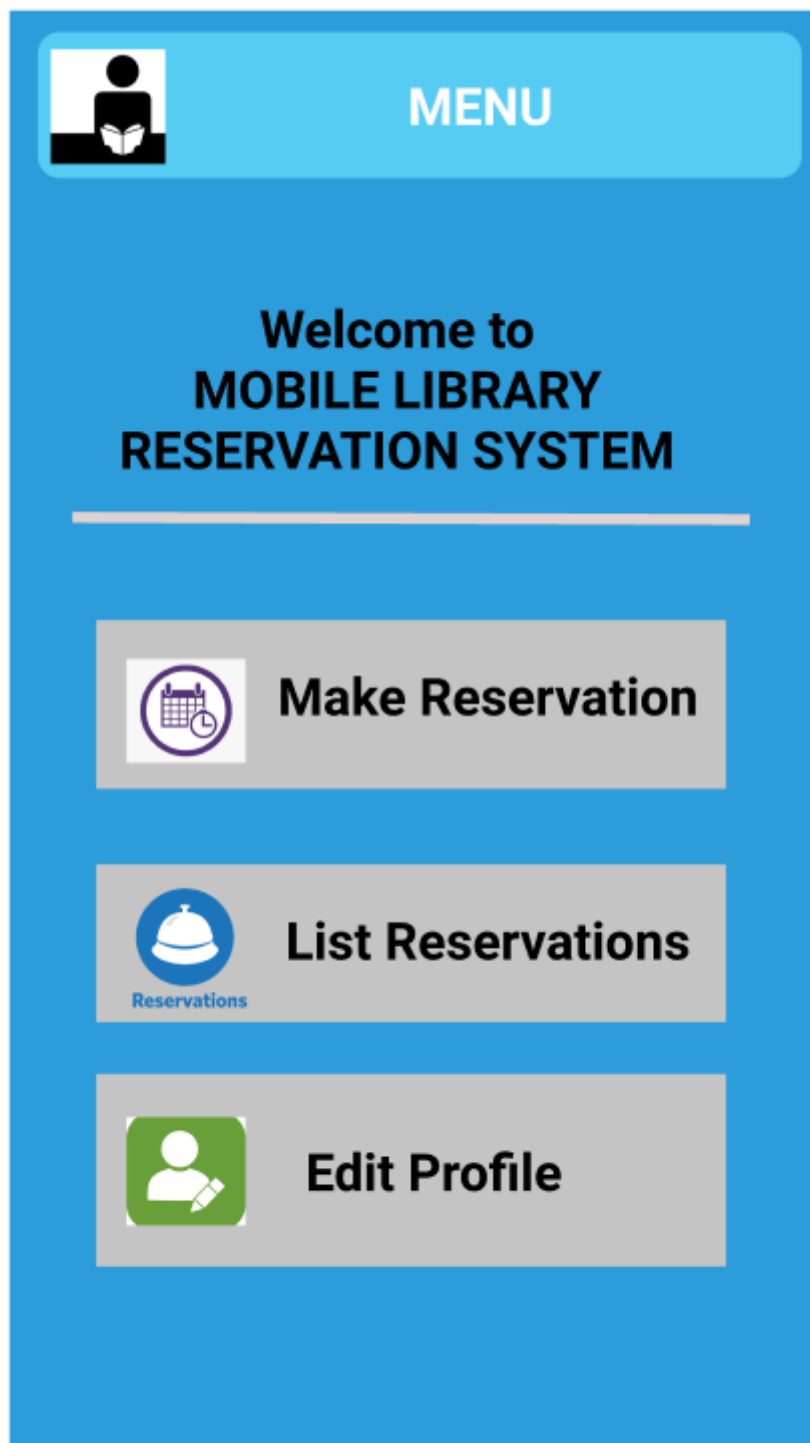 MENU
Welcome to
MOBILE LIBRARY
RESERVATION SYSTEM
Make Reservation
List Reservations
Reservations
Edit Profile